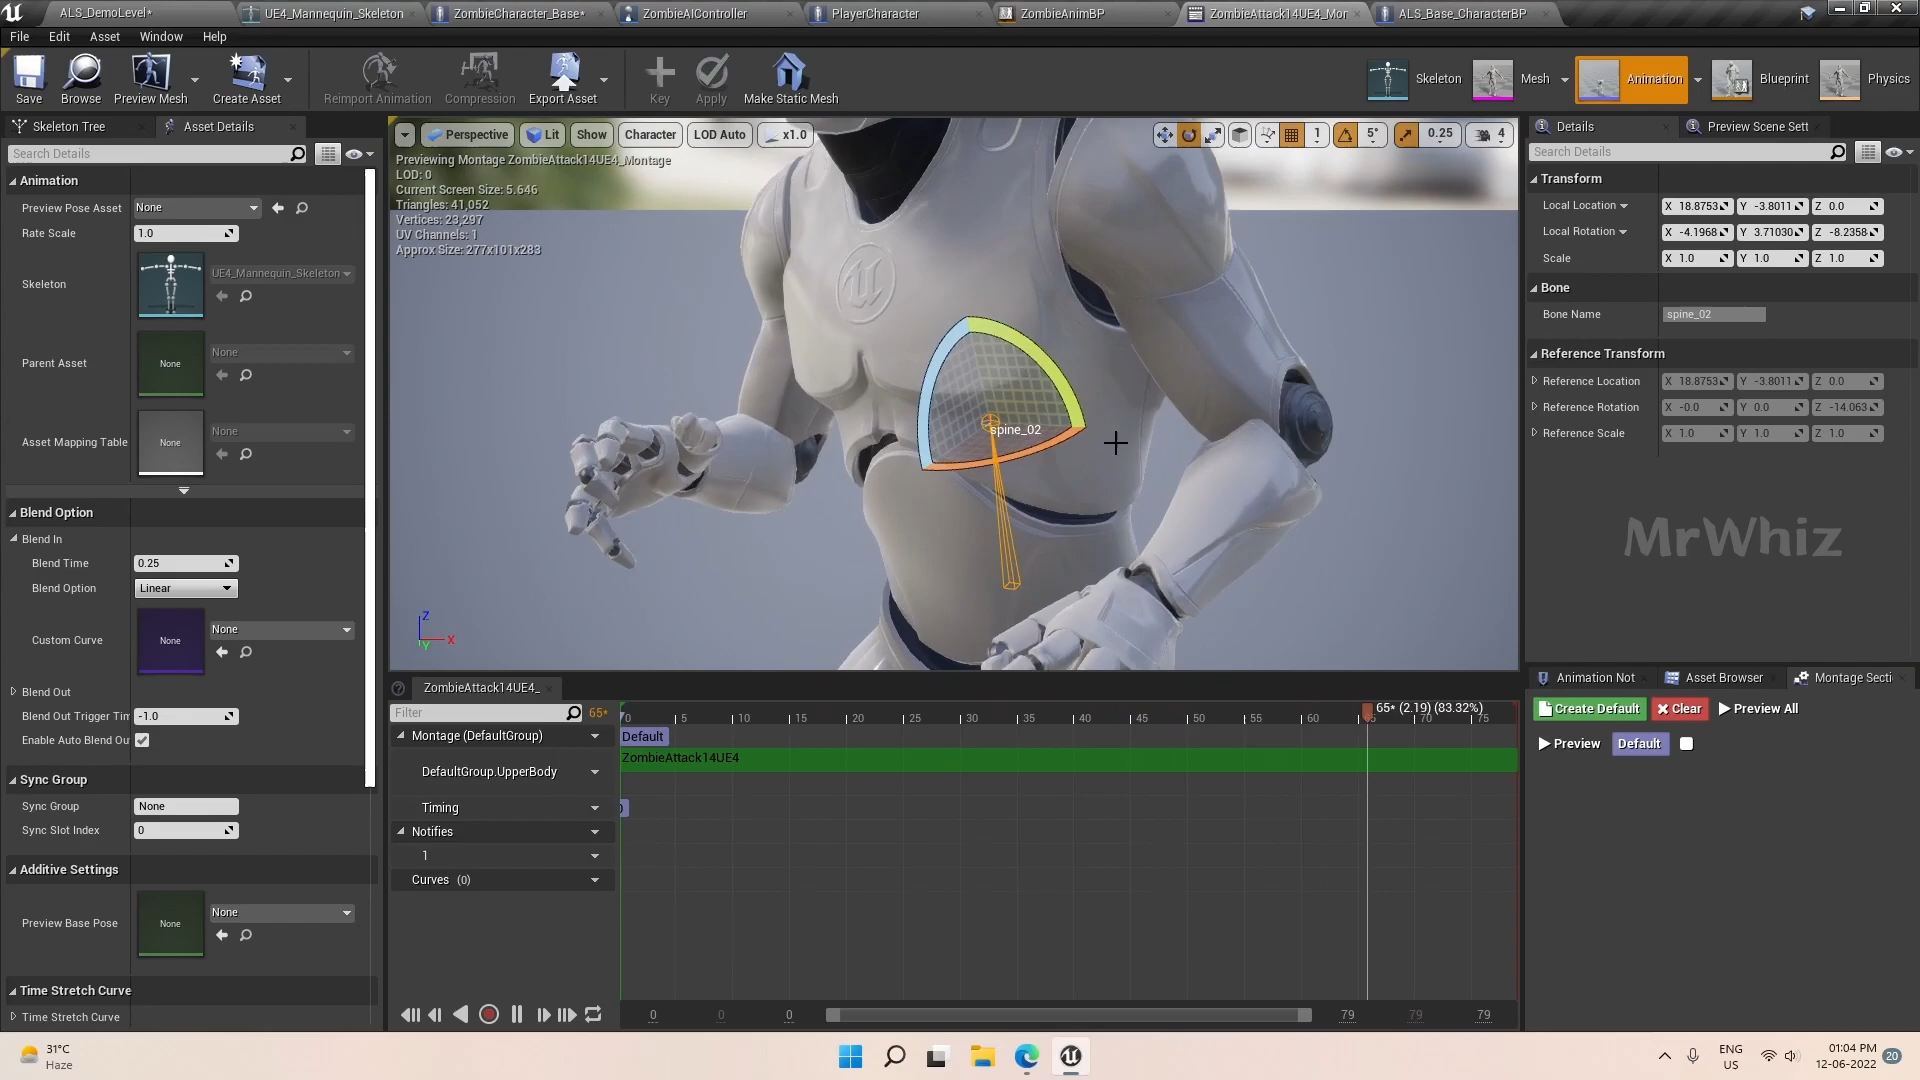 ALS_DemoLevel*
UE4_Mannequin_Skeleton
ZombieCharacter_Base*
ZombieAIController
PlayerCharacter
ZombieAnimBP
ZombieAttack14UE4_Mor
ALS_Base_CharacterBP
File Edit Asset Window Help
Save
Browse
Preview Mesh
Create Asset
Reimport Animation
Compression
Export Asset
Key
Apply
Make Static Mesh
Skeleton
Mesh
Animation
Blueprint
Physics
Skeleton Tree
Asset Details
Search Details
Animation
Preview Pose Asset None
Rate Scale 1.0
Skeleton UE4_Mannequin_Skeleton
Parent Asset None None
Asset Mapping Table None None
Blend Option
Blend In
Blend Time 0.25
Blend Option Linear
Custom Curve None None
Blend Out
Blend Out Trigger Tim -1.0
Enable Auto Blend Ou
Sync Group
Sync Group None
Sync Slot Index 0
Additive Settings
Preview Base Pose None None
Time Stretch Curve
Time Stretch Curve
Perspective Lit Show Character LOD Auto x1.0
1 5° 0.25 4
Previewing Montage ZombieAttack14UE4_Montage
LOD: 0
Current Screen Size: 5.646
Triangles: 41,052
Vertices: 23,297
UV Channels: 1
Approx Size: 277x101x283
spine_02
Z
X
Y
ZombieAttack14UE4_
Filter 65*
0 5 10 15 20 25 30 35 40 45 50 55 60 65 70 75
65* (2.19) (83.32%)
Montage (DefaultGroup) Default
ZombieAttack14UE4
DefaultGroup.UpperBody
Timing
Notifies
1
Curves (0)
0 0 0 79 79 79
Details
Preview Scene Sett
Search Details
Transform
Local Location X 18.8753 Y -3.8011 Z 0.0
Local Rotation X -4.1968 Y 3.71030 Z -8.2358
Scale X 1.0 Y 1.0 Z 1.0
Bone
Bone Name spine_02
Reference Transform
Reference Location X 18.8753 Y -3.8011 Z 0.0
Reference Rotation X -0.0 Y 0.0 Z -14.063
Reference Scale X 1.0 Y 1.0 Z 1.0
MrWhiz
Animation Not
Asset Browser
Montage Secti
Create Default Clear Preview All
Preview Default
31°C
Haze
ENG
US
01:04 PM
12-06-2022
20